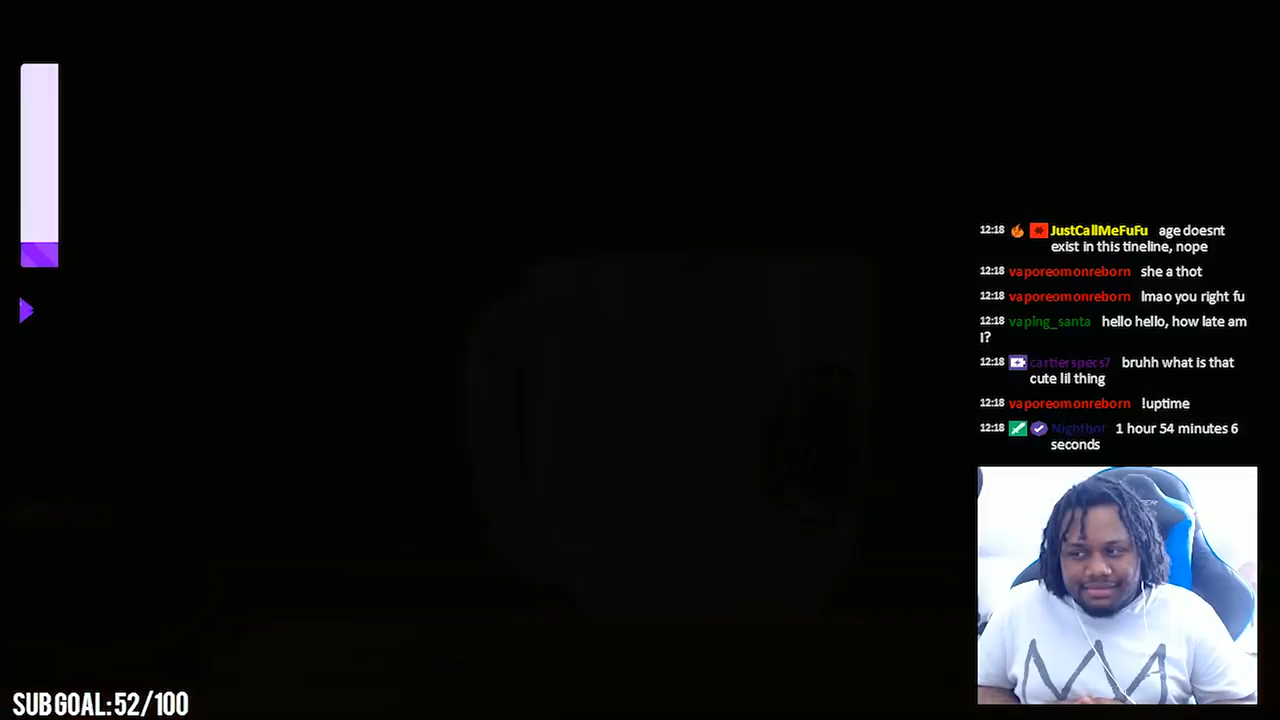 12:18 JustCallMeFuFu age doesnt
exist in this tineline, nope
12:18 vaporeomonreborn she a thot
12:18 vaporeomonreborn lmao you right fu
12:18 vaping_santa hello hello, how late am
i?
12:18 cartierspecs7 bruhh what is that
cute lil thing
12:18 vaporeomonreborn !uptime
12:18 Nightbot 1 hour 54 minutes 6
seconds
SUB GOAL: 52/100